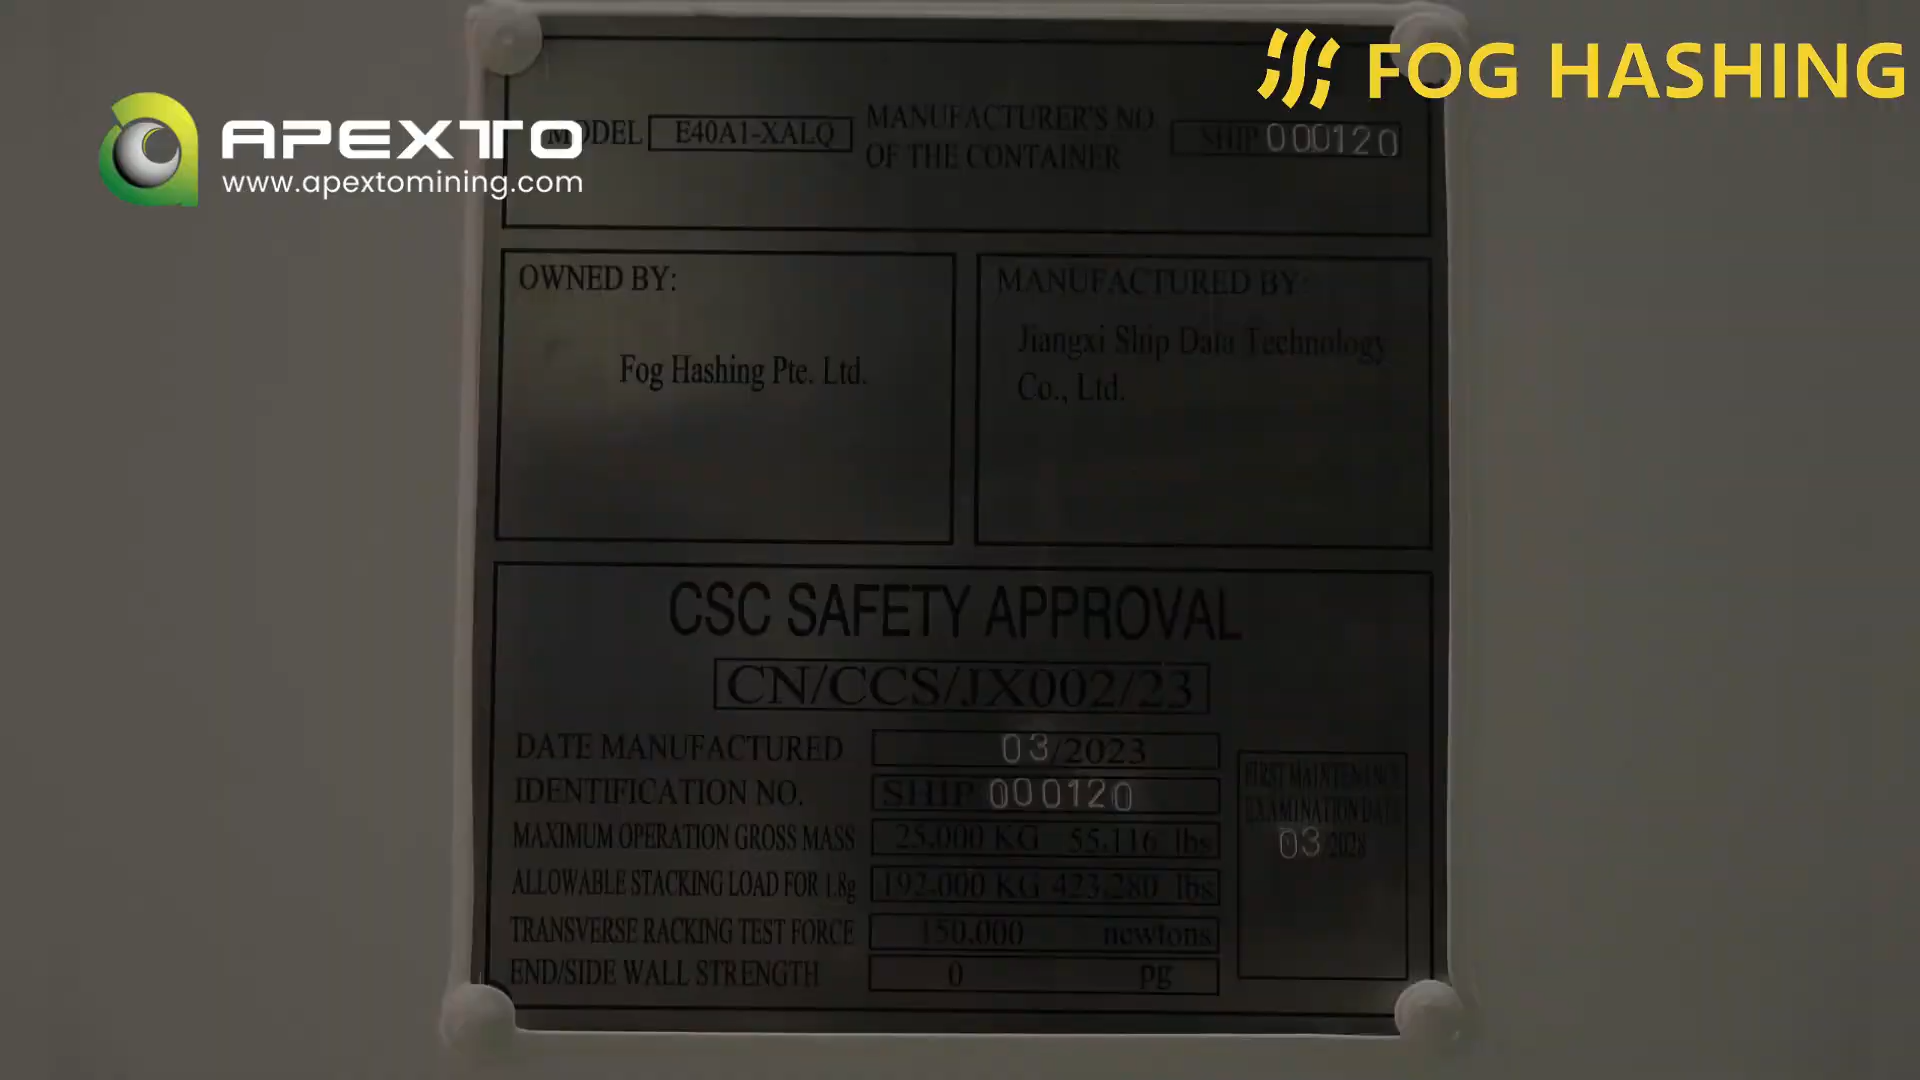 FOG HASHING
APEXTO
www.apextomining.com
MODEL E40A1-XALQ
MANUFACTURER'S NO
OF THE CONTAINER
SHIP 000120
OWNED BY:
Fog Hashing Pte. Ltd.
MANUFACTURED BY:
Jiangxi Ship Data Technology
Co., Ltd.
CSC SAFETY APPROVAL
CN/CCS/JX002/23
DATE MANUFACTURED 03/2023
IDENTIFICATION NO. SHIP 000120
MAXIMUM OPERATION GROSS MASS 25.000 KG 55.116 lbs
ALLOWABLE STACKING LOAD FOR 1.8g 192.000 KG 423.280 lbs
TRANSVERSE RACKING TEST FORCE 150.000 newtons
END/SIDE WALL STRENGTH 0 pg
FIRST MAINTENANCE
EXAMINATION DATE
03/2028